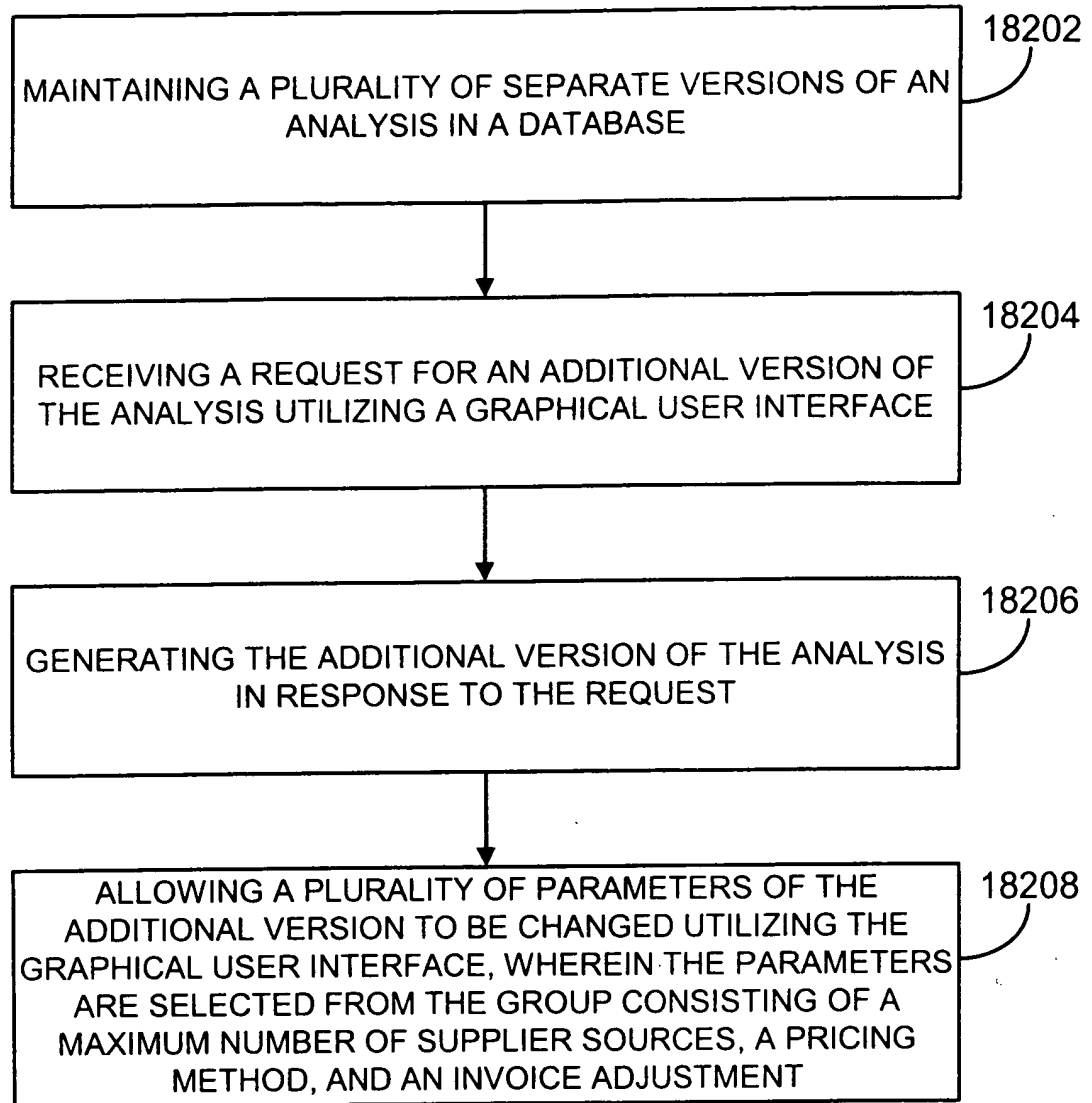 18202
MAINTAINING A PLURALITY OF SEPARATE VERSIONS OF AN
ANALYSIS IN A DATABASE
18204
RECEIVING A REQUEST FOR AN ADDITIONAL VERSION OF
THE ANALYSIS UTILIZING A GRAPHICAL USER INTERFACE
18206
GENERATING THE ADDITIONAL VERSION OF THE ANALYSIS
IN RESPONSE TO THE REQUEST
18208
ALLOWING A PLURALITY OF PARAMETERS OF THE
ADDITIONAL VERSION TO BE CHANGED UTILIZING THE
GRAPHICAL USER INTERFACE, WHEREIN THE PARAMETERS
ARE SELECTED FROM THE GROUP CONSISTING OF A
MAXIMUM NUMBER OF SUPPLIER SOURCES, A PRICING
METHOD, AND AN INVOICE ADJUSTMENT